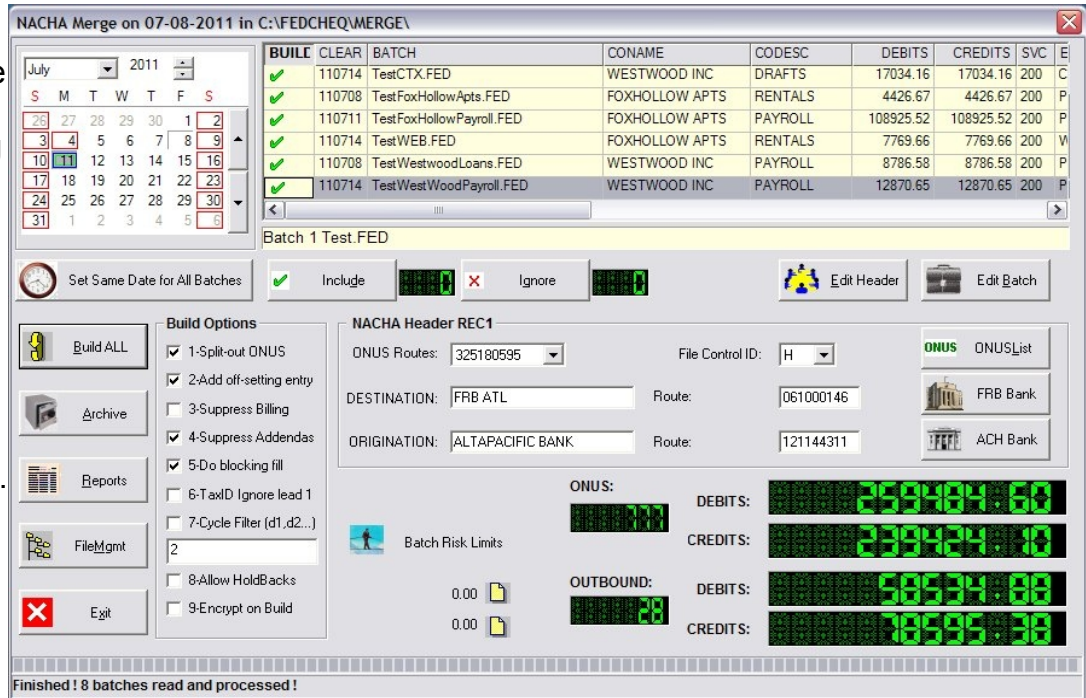 NACHA Merge on 07-08-2011 in C:\FEDCHEQ\MERGE\
July 2011
S M T W T F S
26 27 28 29 30 1 2
3 4 5 6 7 8 9
10 11 12 13 14 15 16
17 18 19 20 21 22 23
24 25 26 27 28 29 30
31 1 2 3 4 5 6
BUILD CLEAR BATCH CONAME CODESC DEBITS CREDITS SVC E
110714 TestCTX.FED WESTWOOD INC DRAFTS 17034.16 17034.16 200 C
110708 TestFoxHollowApts.FED FOXHOLLOW APTS RENTALS 4426.67 4426.67 200 P
110711 TestFoxHollowPayroll.FED FOXHOLLOW APTS PAYROLL 108925.52 108925.52 200 P
110714 TestWEB.FED FOXHOLLOW APTS RENTALS 7769.66 7769.66 200 W
110708 TestWestwoodLoans.FED WESTWOOD INC PAYROLL 8786.58 8786.58 200 P
110714 TestWestWoodPayroll.FED WESTWOOD INC PAYROLL 12870.65 12870.65 200 P
Batch 1 Test.FED
Set Same Date for All Batches Include 0 Ignore 0 Edit Header Edit Batch
Build ALL
Archive
Reports
FileMgmt
Exit
Build Options
1-Split-out ONUS
2-Add off-setting entry
3-Suppress Billing
4-Suppress Addendas
5-Do blocking fill
6-TaxID Ignore lead 1
7-Cycle Filter (d1,d2...)
2
8-Allow HoldBacks
9-Encrypt on Build
NACHA Header REC1
ONUS Routes: 325180595 File Control ID: H
DESTINATION: FRB ATL Route: 061000146
ORIGINATION: ALTAPACIFIC BANK Route: 121144311
ONUS ONUSList
FRB Bank
ACH Bank
Batch Risk Limits
0.00
0.00
ONUS: 777
DEBITS: 259484.60
CREDITS: 239424.10
OUTBOUND: 28
DEBITS: 58534.88
CREDITS: 78595.38
Finished ! 8 batches read and processed !